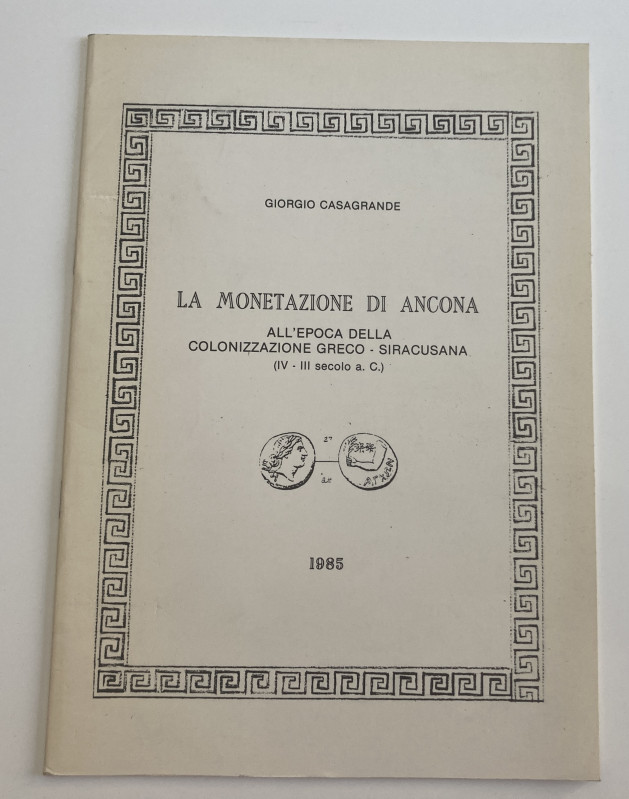 GIORGIO CASAGRANDE
LA MONETAZIONE DI ANCONA
ALL'EPOCA DELLA
COLONIZZAZIONE GRECO - SIRACUSANA
(IV - III secolo a. C.)
1985